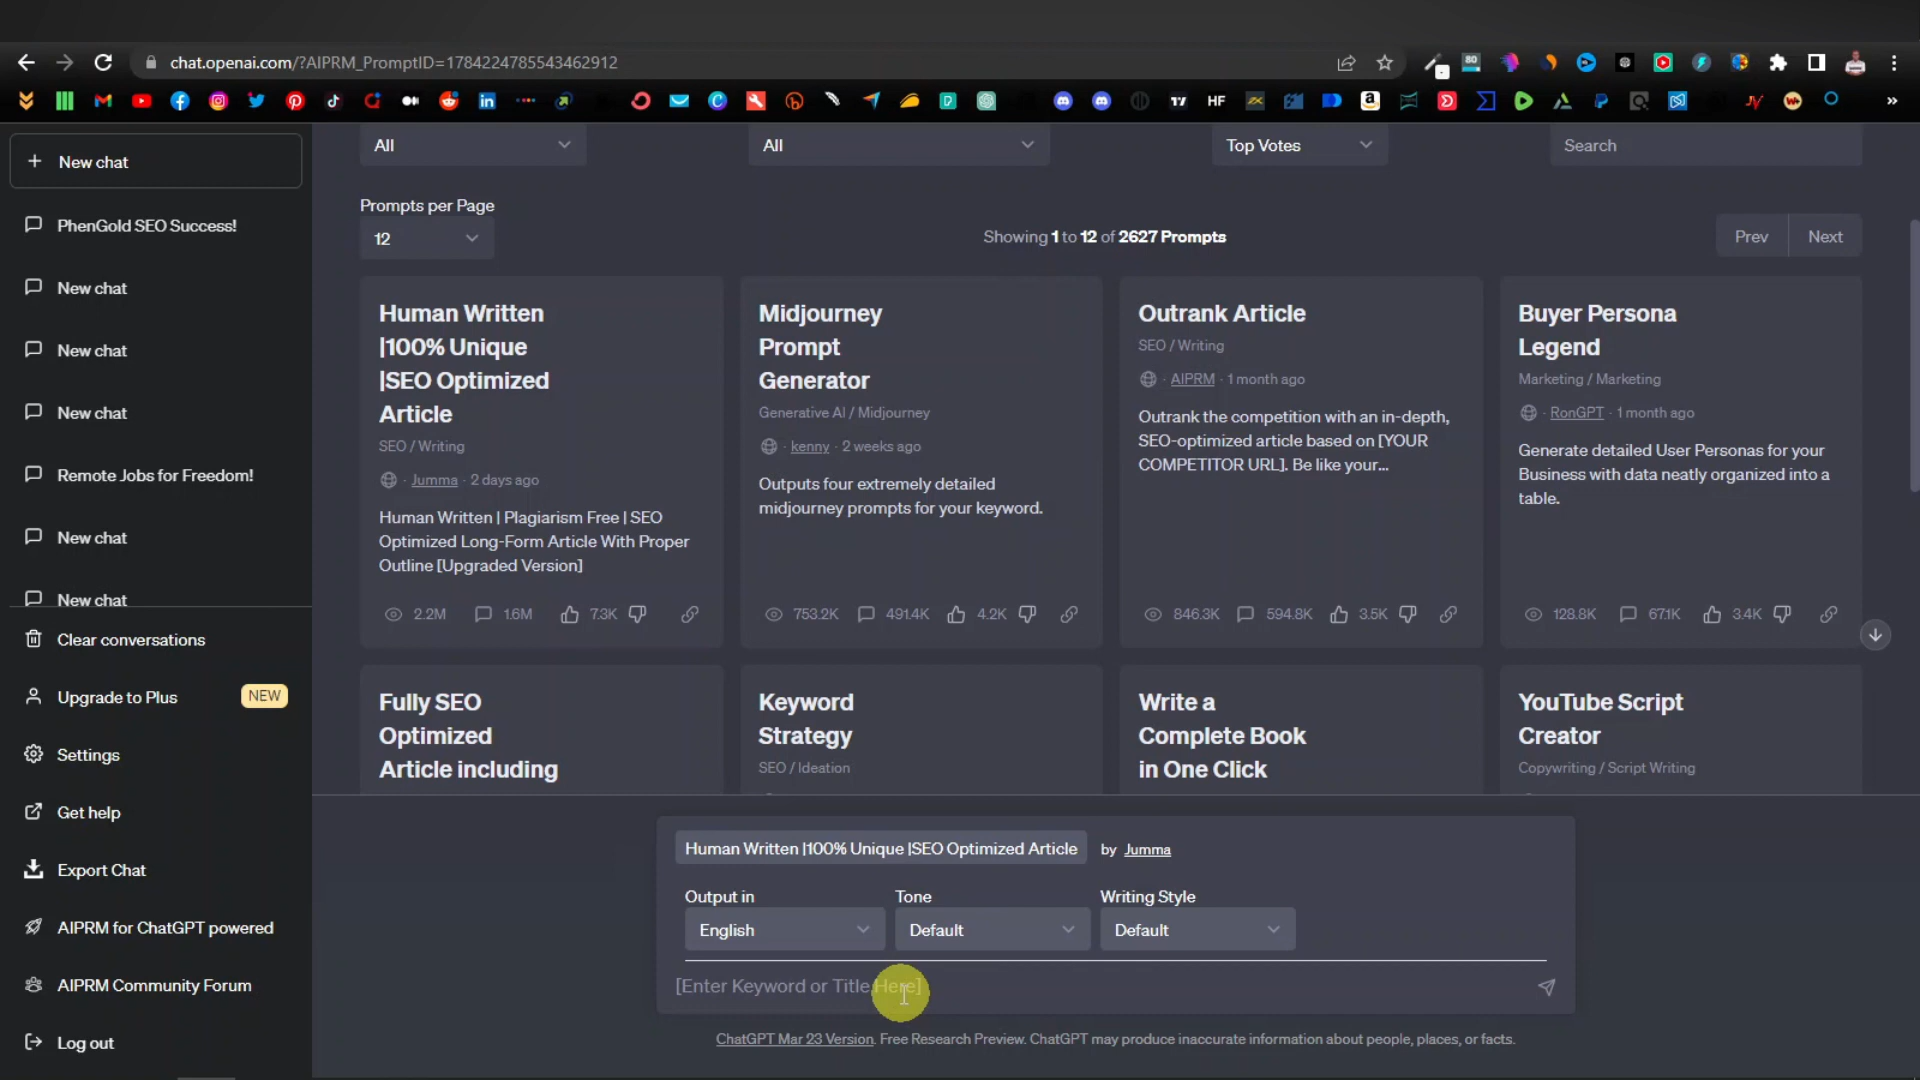 chat.openai.com/?AIPRM_PromptID=1784224785543462912
New chat
PhenGold SEO Success!
New chat
New chat
New chat
Remote Jobs for Freedom!
New chat
New chat
Clear conversations
Upgrade to Plus NEW
Settings
Get help
Export Chat
AIPRM for ChatGPT powered
AIPRM Community Forum
Log out
All All Top Votes Search
Prompts per Page
12
Showing 1 to 12 of 2627 Prompts
Prev Next
Human Written
|100% Unique
|SEO Optimized
Article
SEO / Writing
· Jumma · 2 days ago
Human Written | Plagiarism Free | SEO
Optimized Long-Form Article With Proper
Outline [Upgraded Version]
2.2M 1.6M 7.3K
Midjourney
Prompt
Generator
Generative AI / Midjourney
· kenny · 2 weeks ago
Outputs four extremely detailed
midjourney prompts for your keyword.
753.2K 491.4K 4.2K
Outrank Article
SEO / Writing
· AIPRM · 1 month ago
Outrank the competition with an in-depth,
SEO-optimized article based on [YOUR
COMPETITOR URL]. Be like your...
846.3K 594.8K 3.5K
Buyer Persona
Legend
Marketing / Marketing
· RonGPT · 1 month ago
Generate detailed User Personas for your
Business with data neatly organized into a
table.
128.8K 67.1K 3.4K
Fully SEO
Optimized
Article including
Keyword
Strategy
SEO / Ideation
Write a
Complete Book
in One Click
YouTube Script
Creator
Copywriting / Script Writing
Human Written |100% Unique |SEO Optimized Article by Jumma
Output in Tone Writing Style
English Default Default
[Enter Keyword or Title Here]
ChatGPT Mar 23 Version. Free Research Preview. ChatGPT may produce inaccurate information about people, places, or facts.